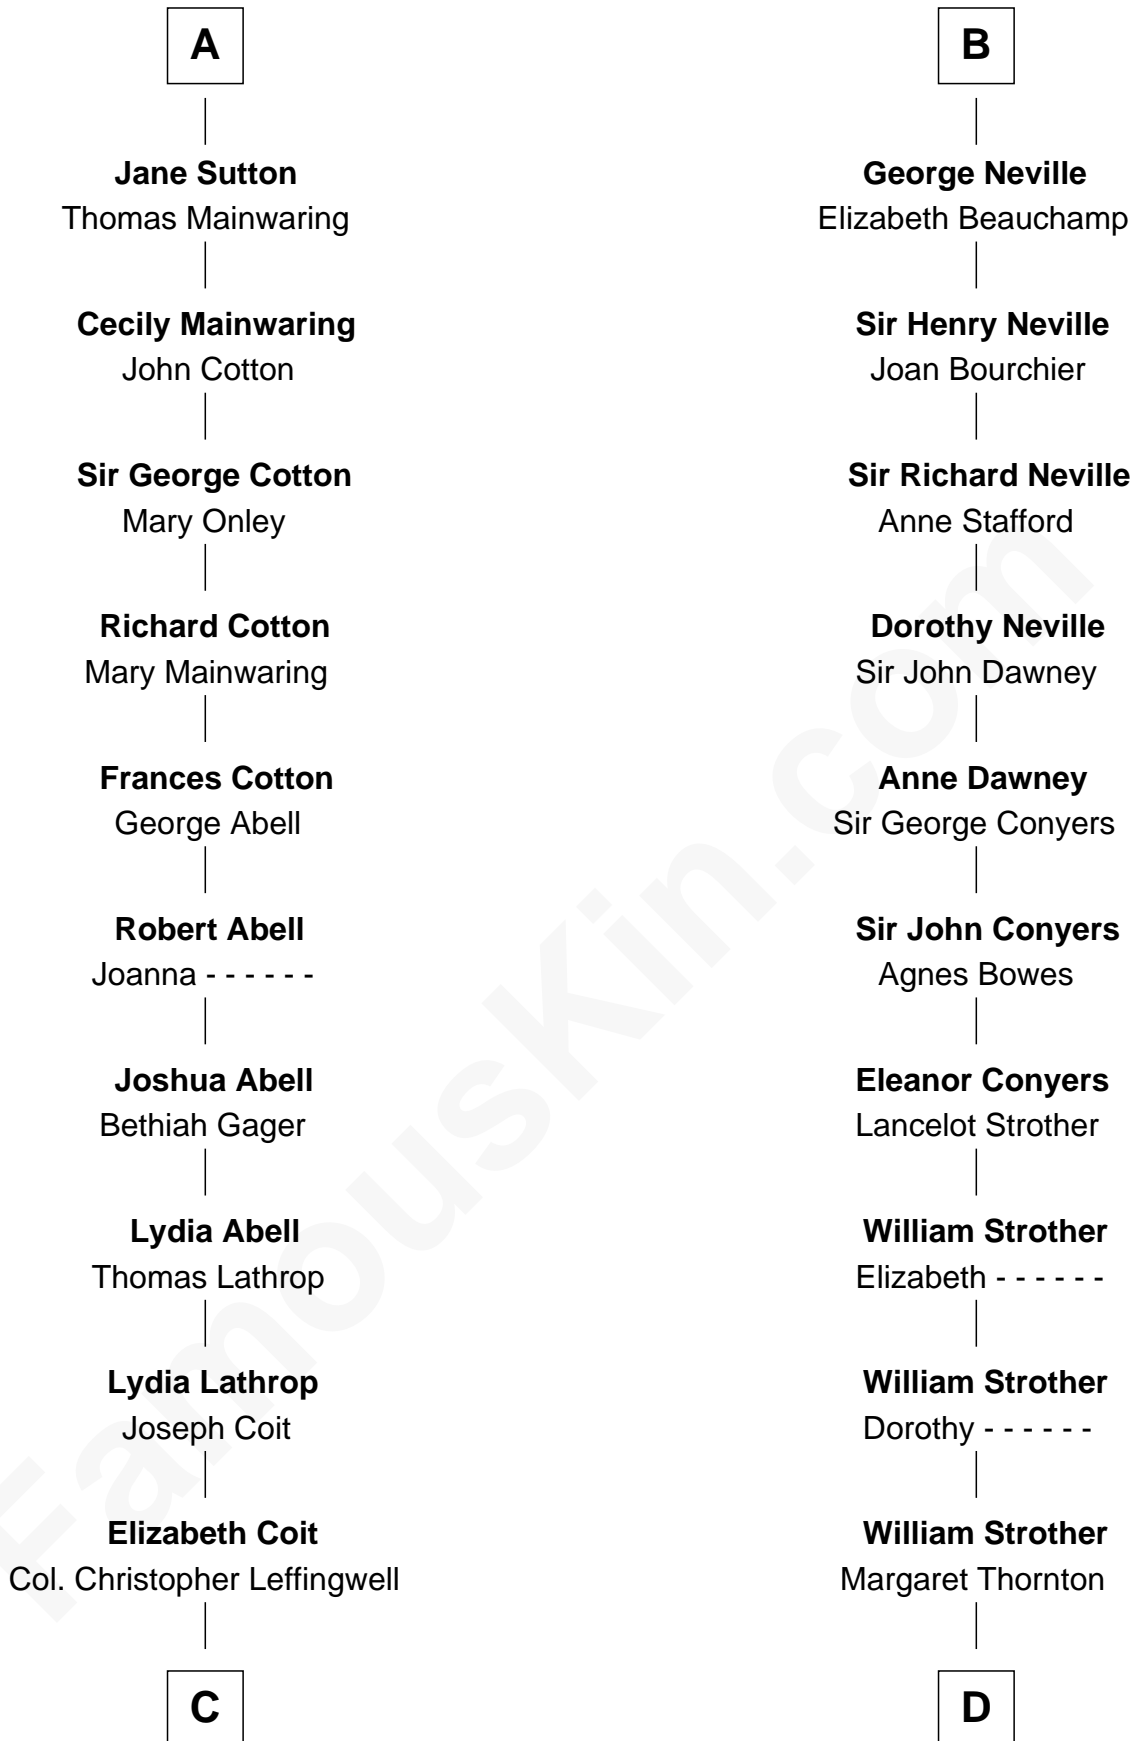 A
Jane Sutton
Thomas Mainwaring
Cecily Mainwaring
John Cotton
Sir George Cotton
Mary Onley
Richard Cotton
Mary Mainwaring
Frances Cotton
George Abell
Robert Abell
Joanna - - - - - -
Joshua Abell
Bethiah Gager
Lydia Abell
Thomas Lathrop
Lydia Lathrop
Joseph Coit
Elizabeth Coit
Col. Christopher Leffingwell
C
B
George Neville
Elizabeth Beauchamp
Sir Henry Neville
Joan Bourchier
Sir Richard Neville
Anne Stafford
Dorothy Neville
Sir John Dawney
Anne Dawney
Sir George Conyers
Sir John Conyers
Agnes Bowes
Eleanor Conyers
Lancelot Strother
William Strother
Elizabeth - - - - - -
William Strother
Dorothy - - - - - -
William Strother
Margaret Thornton
D
FamousKin.com